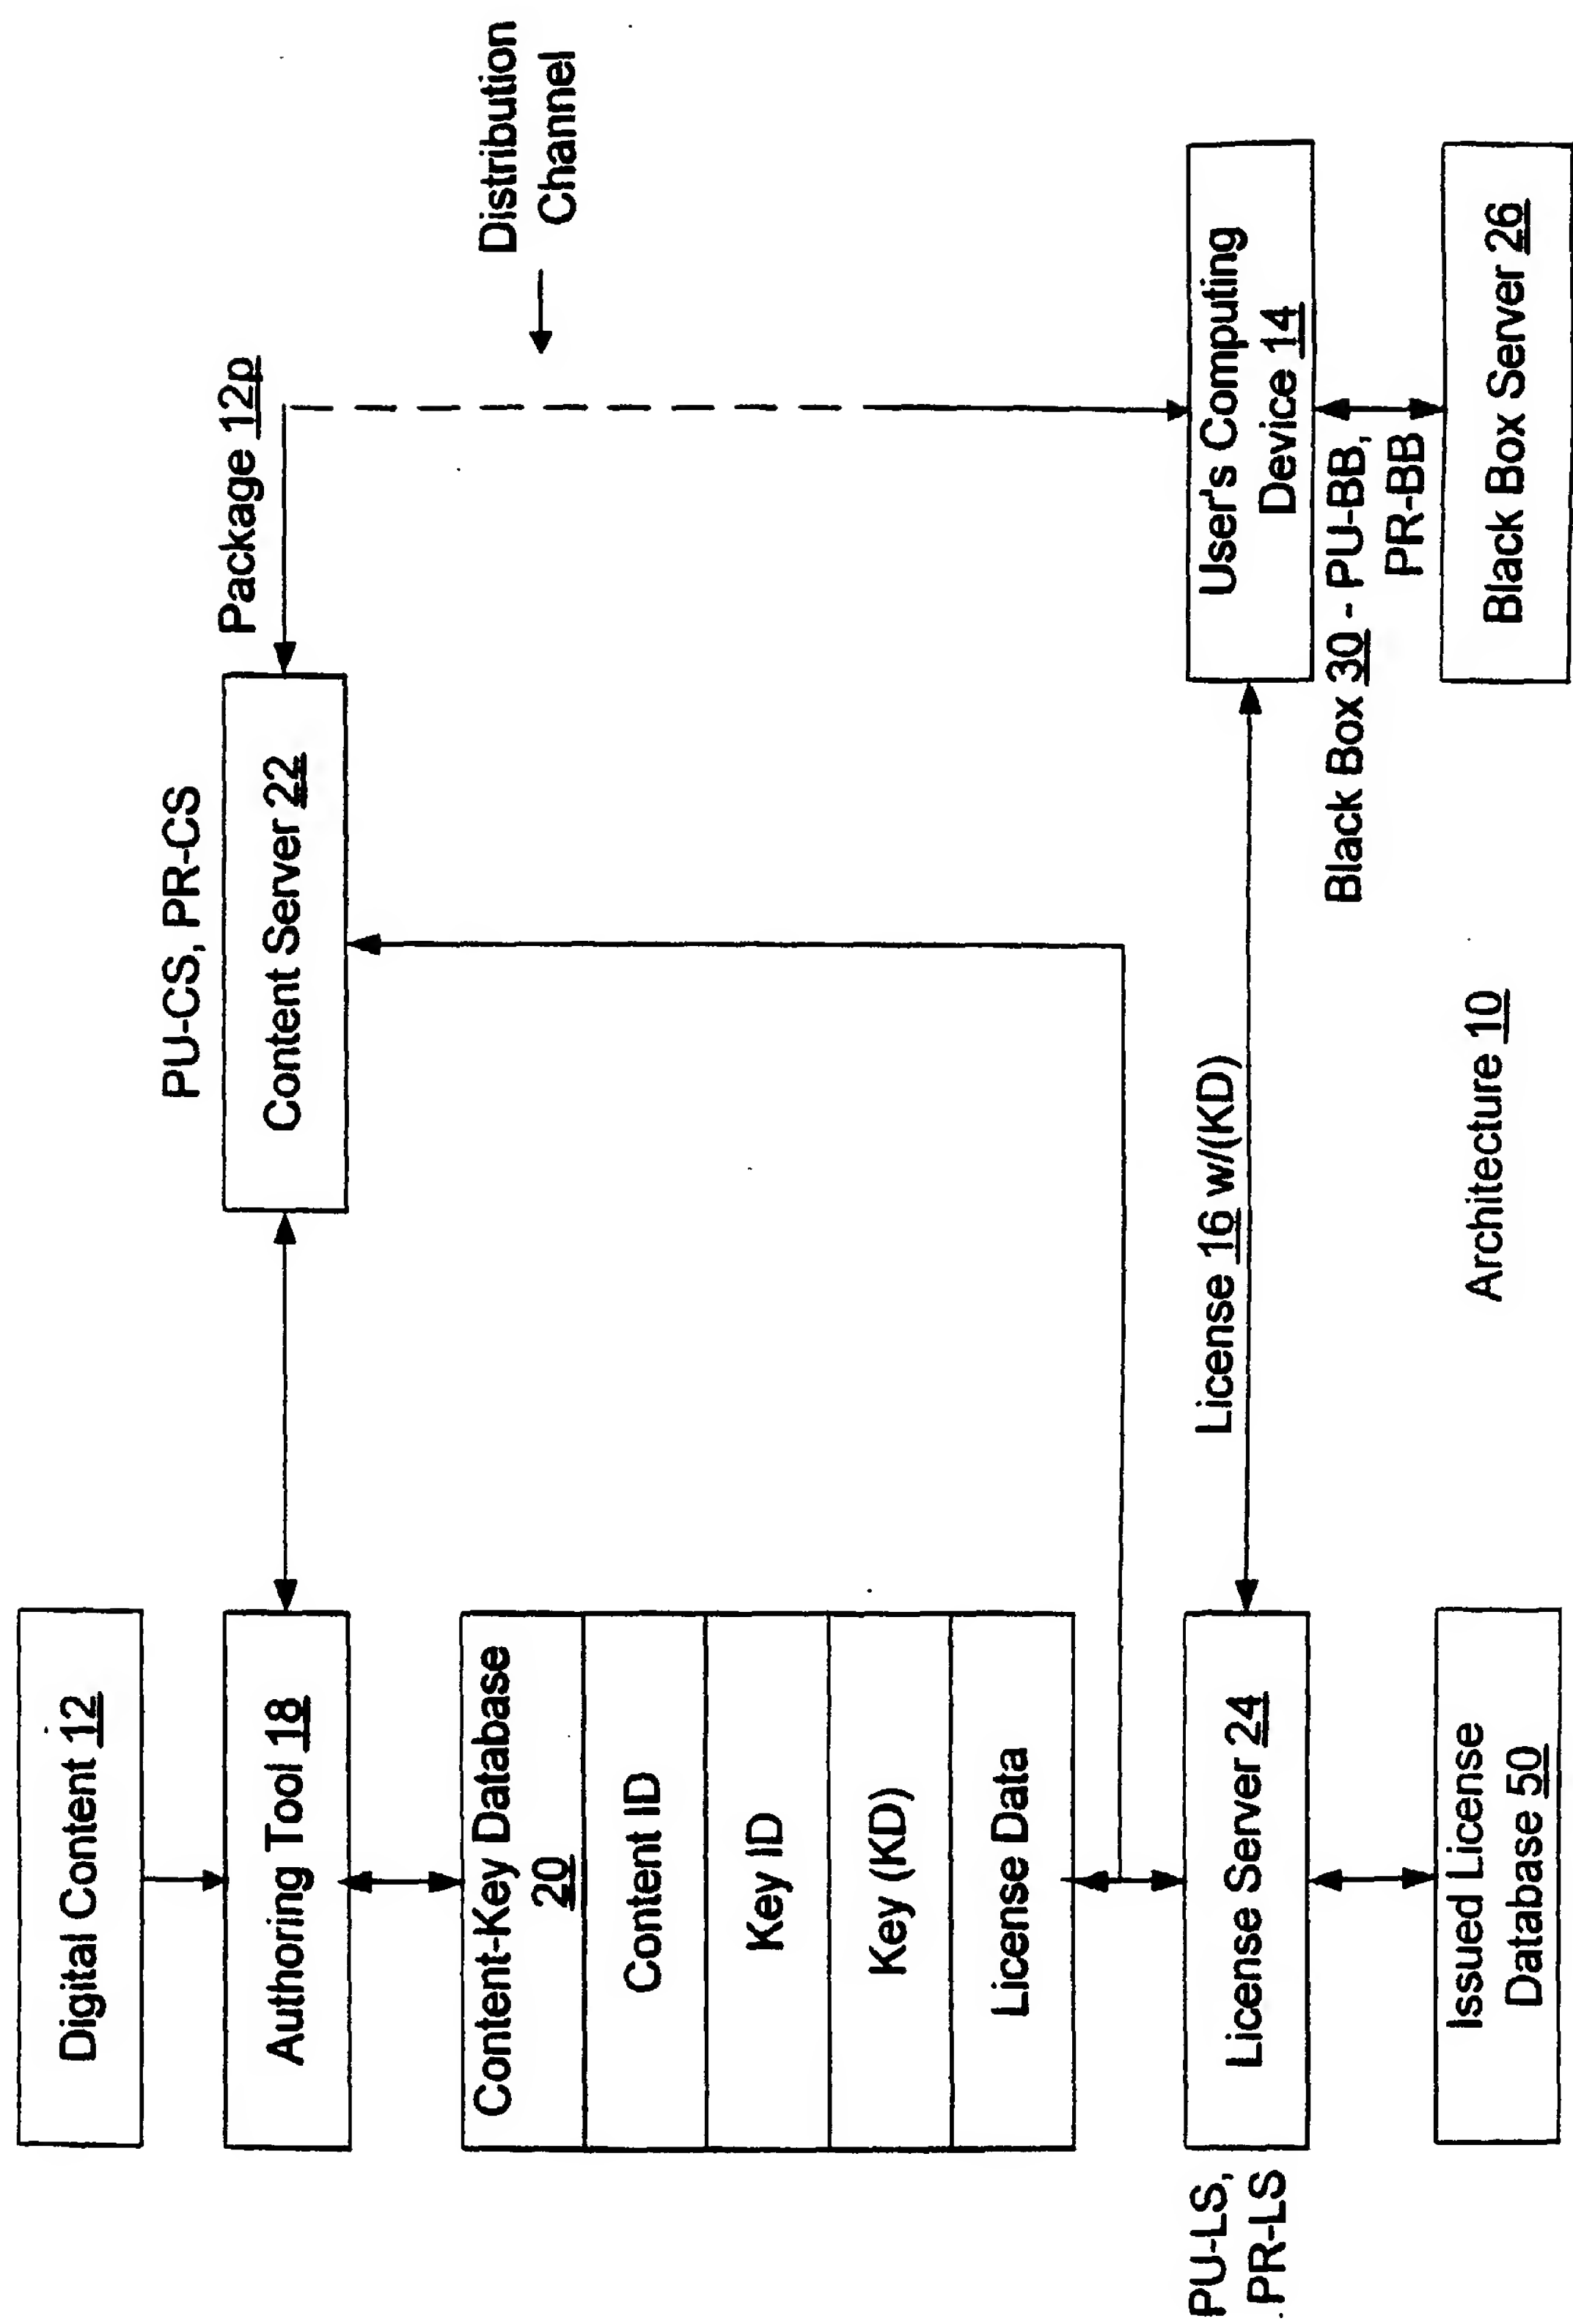 Digital Content 12
Authoring Tool 18
Content-Key Database
20
Content ID
Key ID
Key (KD)
License Data
PU-LS,
PR-LS
License Server 24
Issued License
Database 50
PU-CS, PR-CS
Content Server 22
Package 12p
Distribution
Channel
License 16 w/(KD)
User's Computing
Device 14
Black Box 30 - PU-BB,
PR-BB
Black Box Server 26
Architecture 10